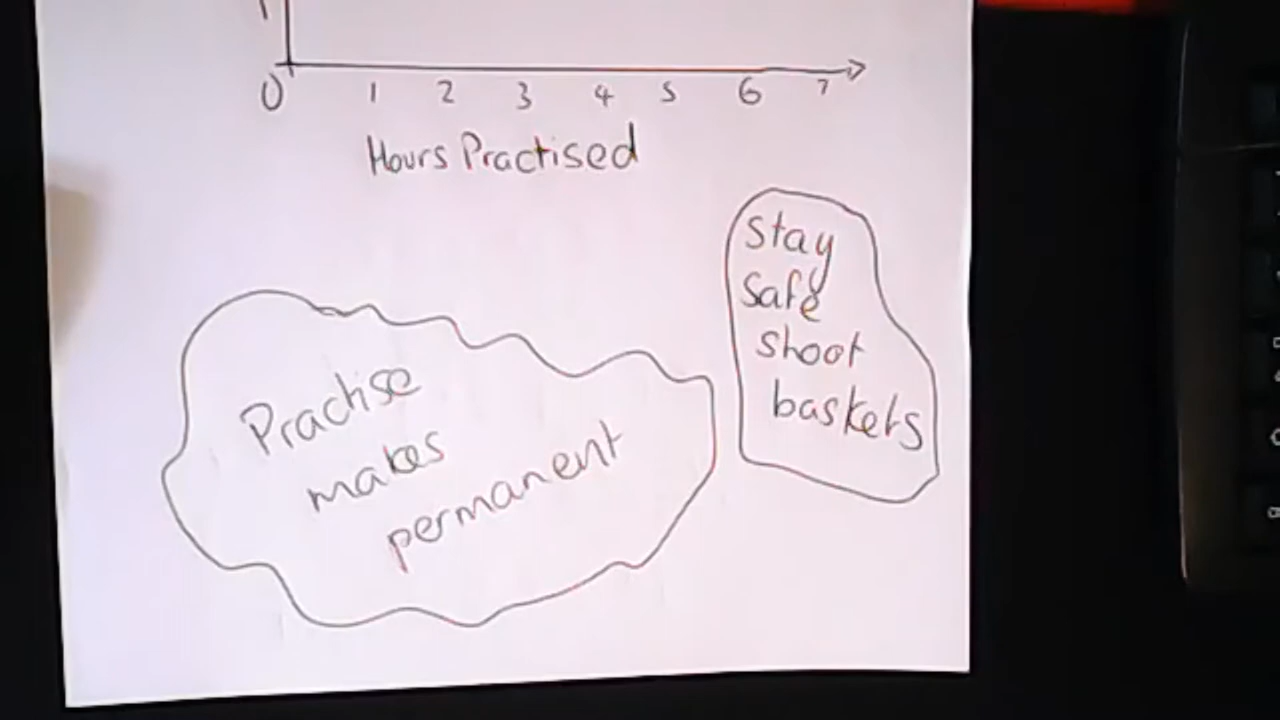 0 1 2 3 4 5 6 7
Hours Practised
stay
safe
shoot
baskets
Practise
makes
permanent